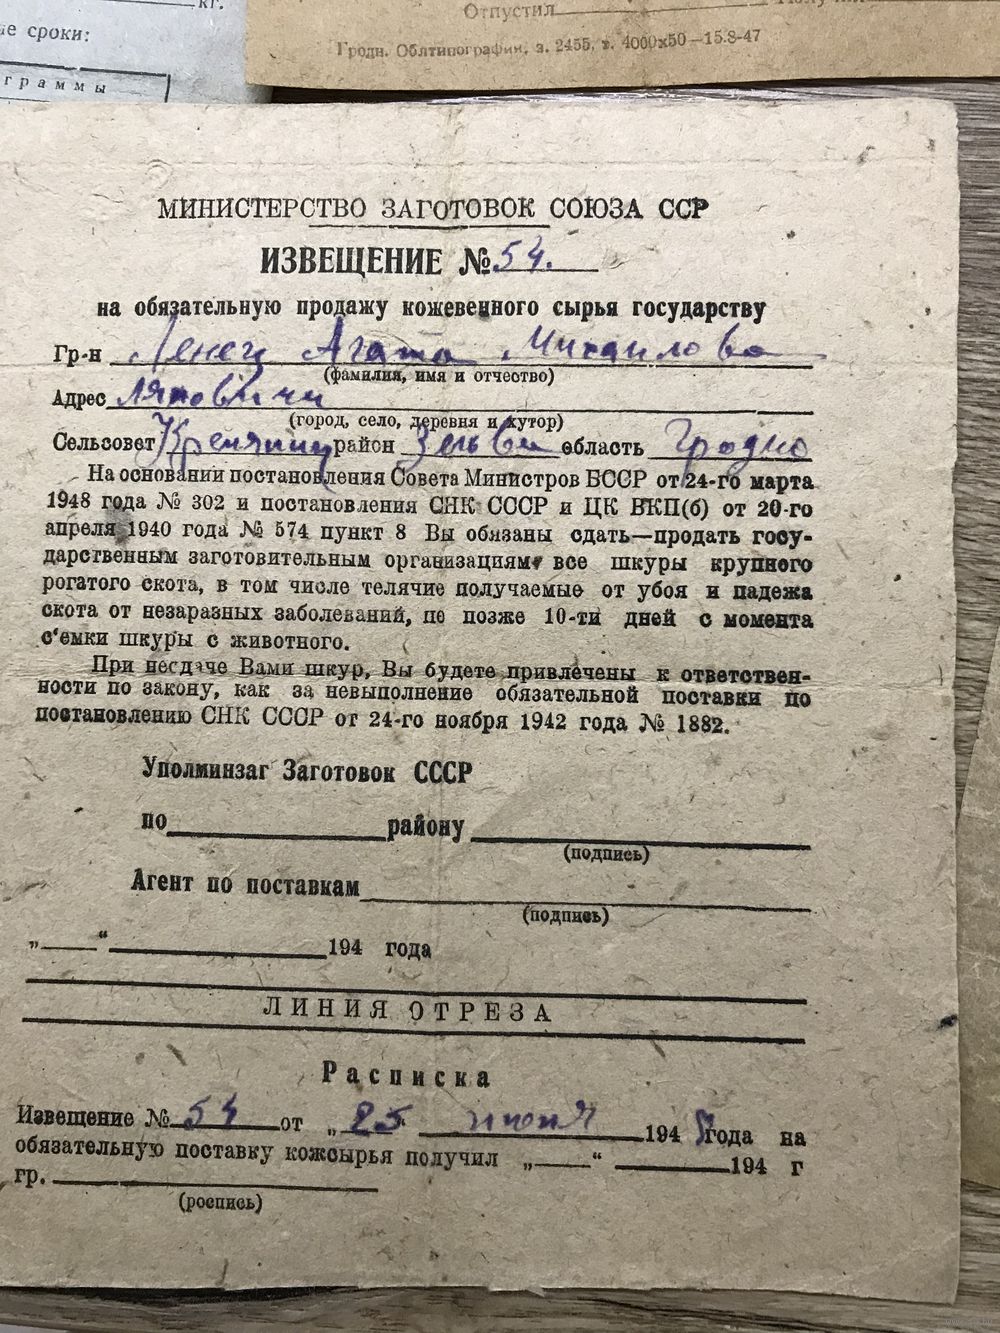 кг.
ые сроки:
граммы
Отпустил
Гродн. Облтипография, з. 2455, т. 4000х50—15.8-47
МИНИСТЕРСТВО ЗАГОТОВОК СОЮЗА ССР
ИЗВЕЩЕНИЕ № 54.
на обязательную продажу кожевенного сырья государству
Гр-н Агата Михайлова
(фамилия, имя и отчество)
Адрес Ляховичи
(город, село, деревня и хутор)
Сельсовет район Зельва область Гродно
На основании постановления Совета Министров БССР от 24-го марта
1948 года № 302 и постановления СНК СССР и ЦК ВКП(б) от 20-го
апреля 1940 года № 574 пункт 8 Вы обязаны сдать—продать госу-
дарственным заготовительным организациям все шкуры крупного
рогатого скота, в том числе телячие получаемые от убоя и падежа
скота от незаразных заболеваний, не позже 10-ти дней с момента
с'емки шкуры с животного.
При несдаче Вами шкур, Вы будете привлечены к ответствен-
ности по закону, как за невыполнение обязательной поставки по
постановлению СНК СССР от 24-го ноября 1942 года № 1882.
Уполминзаг Заготовок СССР
по району
(подпись)
Агент по поставкам
(подпись)
„ “ 194 года
ЛИНИЯ ОТРЕЗА
Расписка
Извещение № 54 от „25 июня 1948 года на
обязательную поставку кожсырья получил „ “ 194 г
гр.
(роспись)